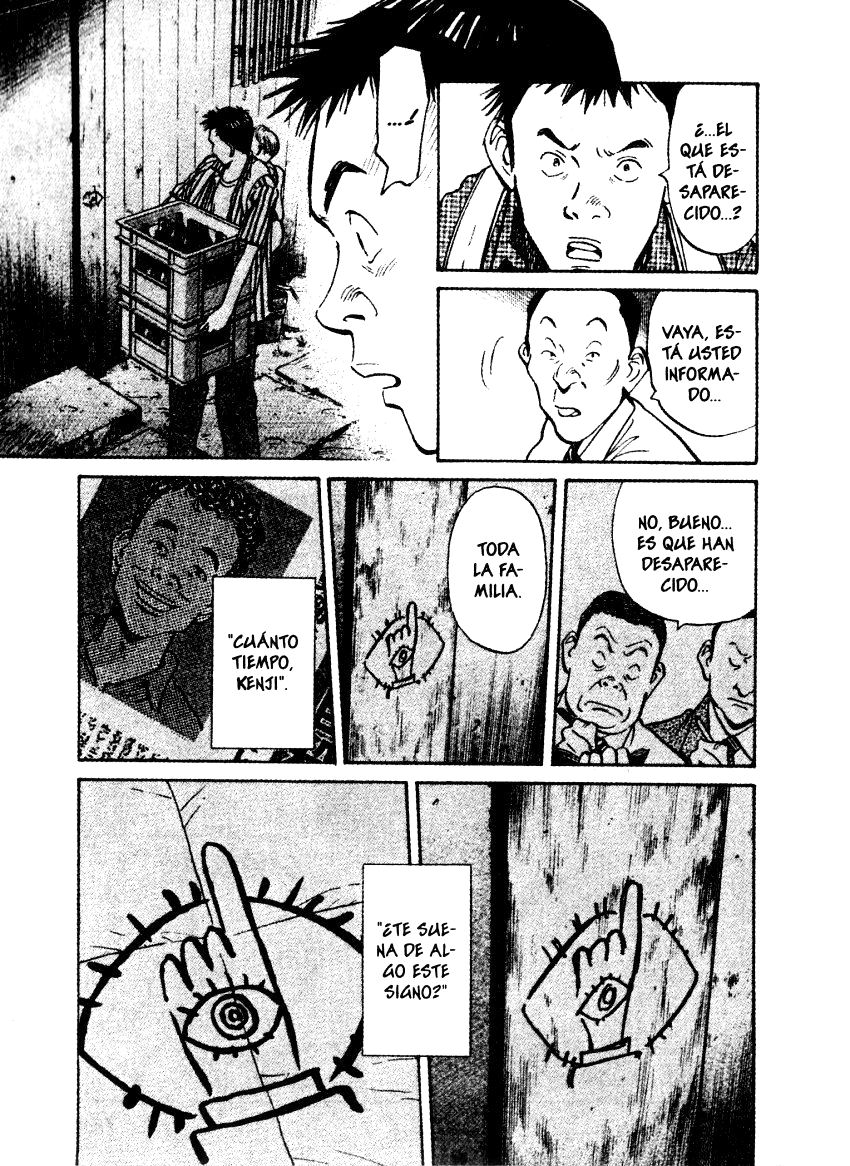 ¿...EL
QUE ES-
TÁ DE-
SAPARE-
CIDO...?
...!
VAYA, ES-
TÁ USTED
INFORMA-
DO...
NO, BUENO...
ES QUE HAN
DESAPARE-
CIDO...
TODA
LA FA-
MILIA.
"CUÁNTO
TIEMPO,
KENJI".
"¿TE SUE-
NA DE AL-
GO ESTE
SIGNO?"